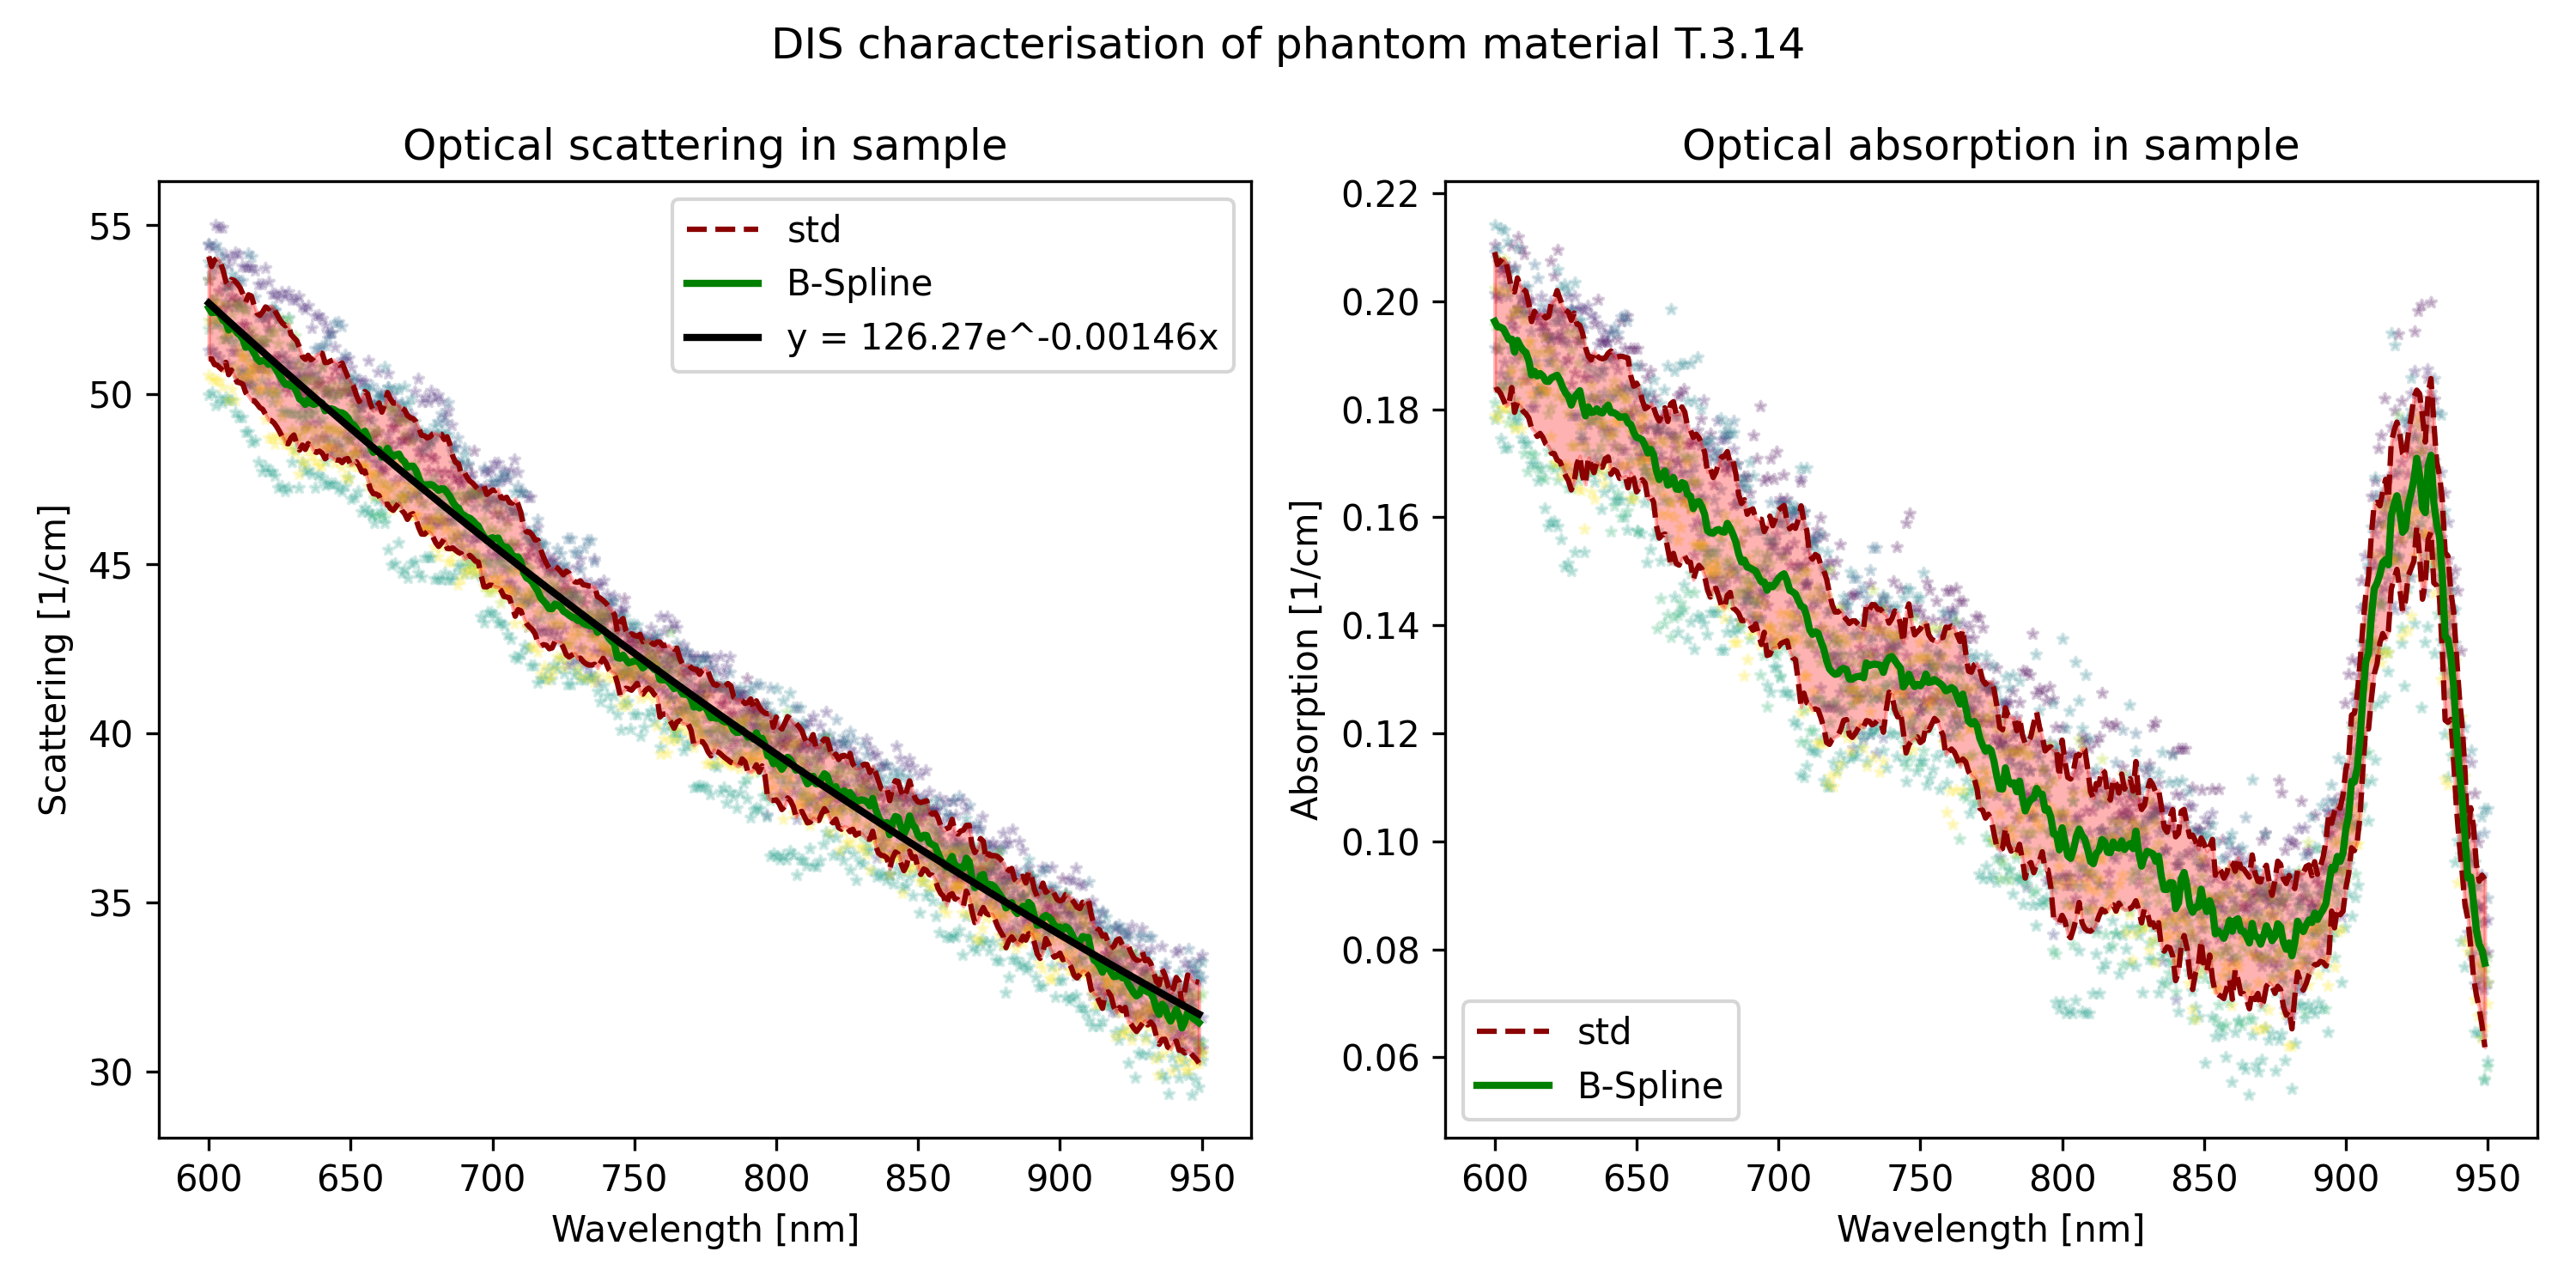 DIS characterisation of phantom material T.3.14
Optical scattering in sample
55
50
45
40
35
30
Scattering [1/cm]
std
B-Spline
y = 126.27e^-0.00146x
600 650 700 750 800 850 900 950
Wavelength [nm]
Optical absorption in sample
0.22
0.20
0.18
0.16
0.14
0.12
0.10
0.08
0.06
Absorption [1/cm]
std
B-Spline
600 650 700 750 800 850 900 950
Wavelength [nm]